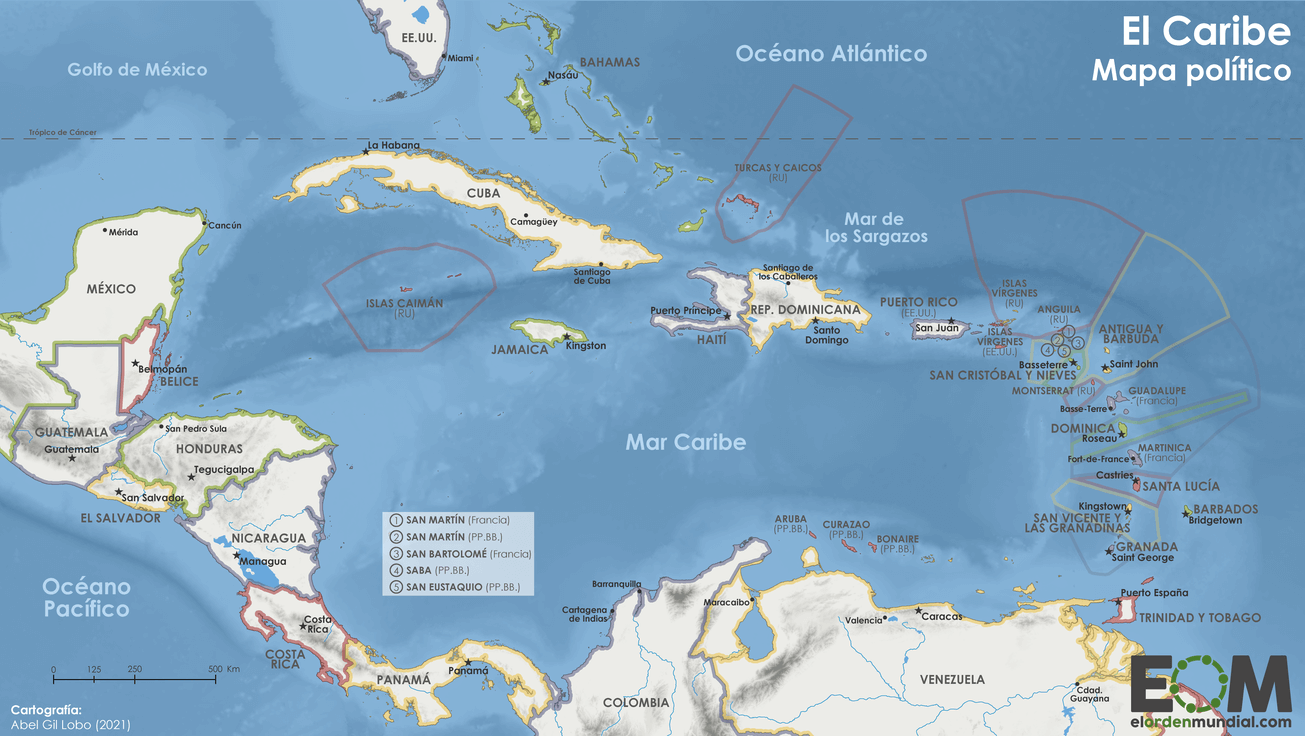 El Caribe
Mapa político
Océano Atlántico
Golfo de México
EE.UU.
Miami
BAHAMAS
Nasáu
Trópico de Cáncer
La Habana
CUBA
Camagüey
Santiago
de Cuba
TURCAS Y CAICOS
(RU)
Mar de
los Sargazos
Mérida
Cancún
MÉXICO
ISLAS CAIMÁN
(RU)
JAMAICA
Kingston
Puerto Príncipe
HAITÍ
Santiago de
los Caballeros
REP. DOMINICANA
Santo
Domingo
PUERTO RICO
(EE.UU.)
San Juan
ISLAS
VÍRGENES
(RU)
ISLAS
VÍRGENES
(EE.UU.)
ANGUILA
(RU)
1
2
3
4
5
ANTIGUA Y
BARBUDA
Saint John
Basseterre
SAN CRISTÓBAL Y NIEVES
MONTSERRAT (RU)
GUADALUPE
(Francia)
Basse-Terre
DOMINICA
Roseau
MARTINICA
(Francia)
Fort-de-France
Castries
SANTA LUCÍA
Kingstown
SAN VICENTE Y
LAS GRANADINAS
BARBADOS
Bridgetown
GRANADA
Saint George
Belmopán
BELICE
GUATEMALA
Guatemala
San Pedro Sula
HONDURAS
Tegucigalpa
San Salvador
EL SALVADOR
NICARAGUA
Managua
Mar Caribe
1 SAN MARTÍN (Francia)
2 SAN MARTÍN (PP.BB.)
3 SAN BARTOLOMÉ (Francia)
4 SABA (PP.BB.)
5 SAN EUSTAQUIO (PP.BB.)
ARUBA
(PP.BB.)
CURAZAO
(PP.BB.)
BONAIRE
(PP.BB.)
Océano
Pacífico
Costa
Rica
COSTA
RICA
PANAMÁ
Panamá
Barranquilla
Cartagena
de Indias
Maracaibo
COLOMBIA
Valencia
Caracas
VENEZUELA
Puerto España
TRINIDAD Y TOBAGO
Cdad.
Guayana
0 125 250 500 Km
Cartografía:
Abel Gil Lobo (2021)
EOM
elordenmundial.com